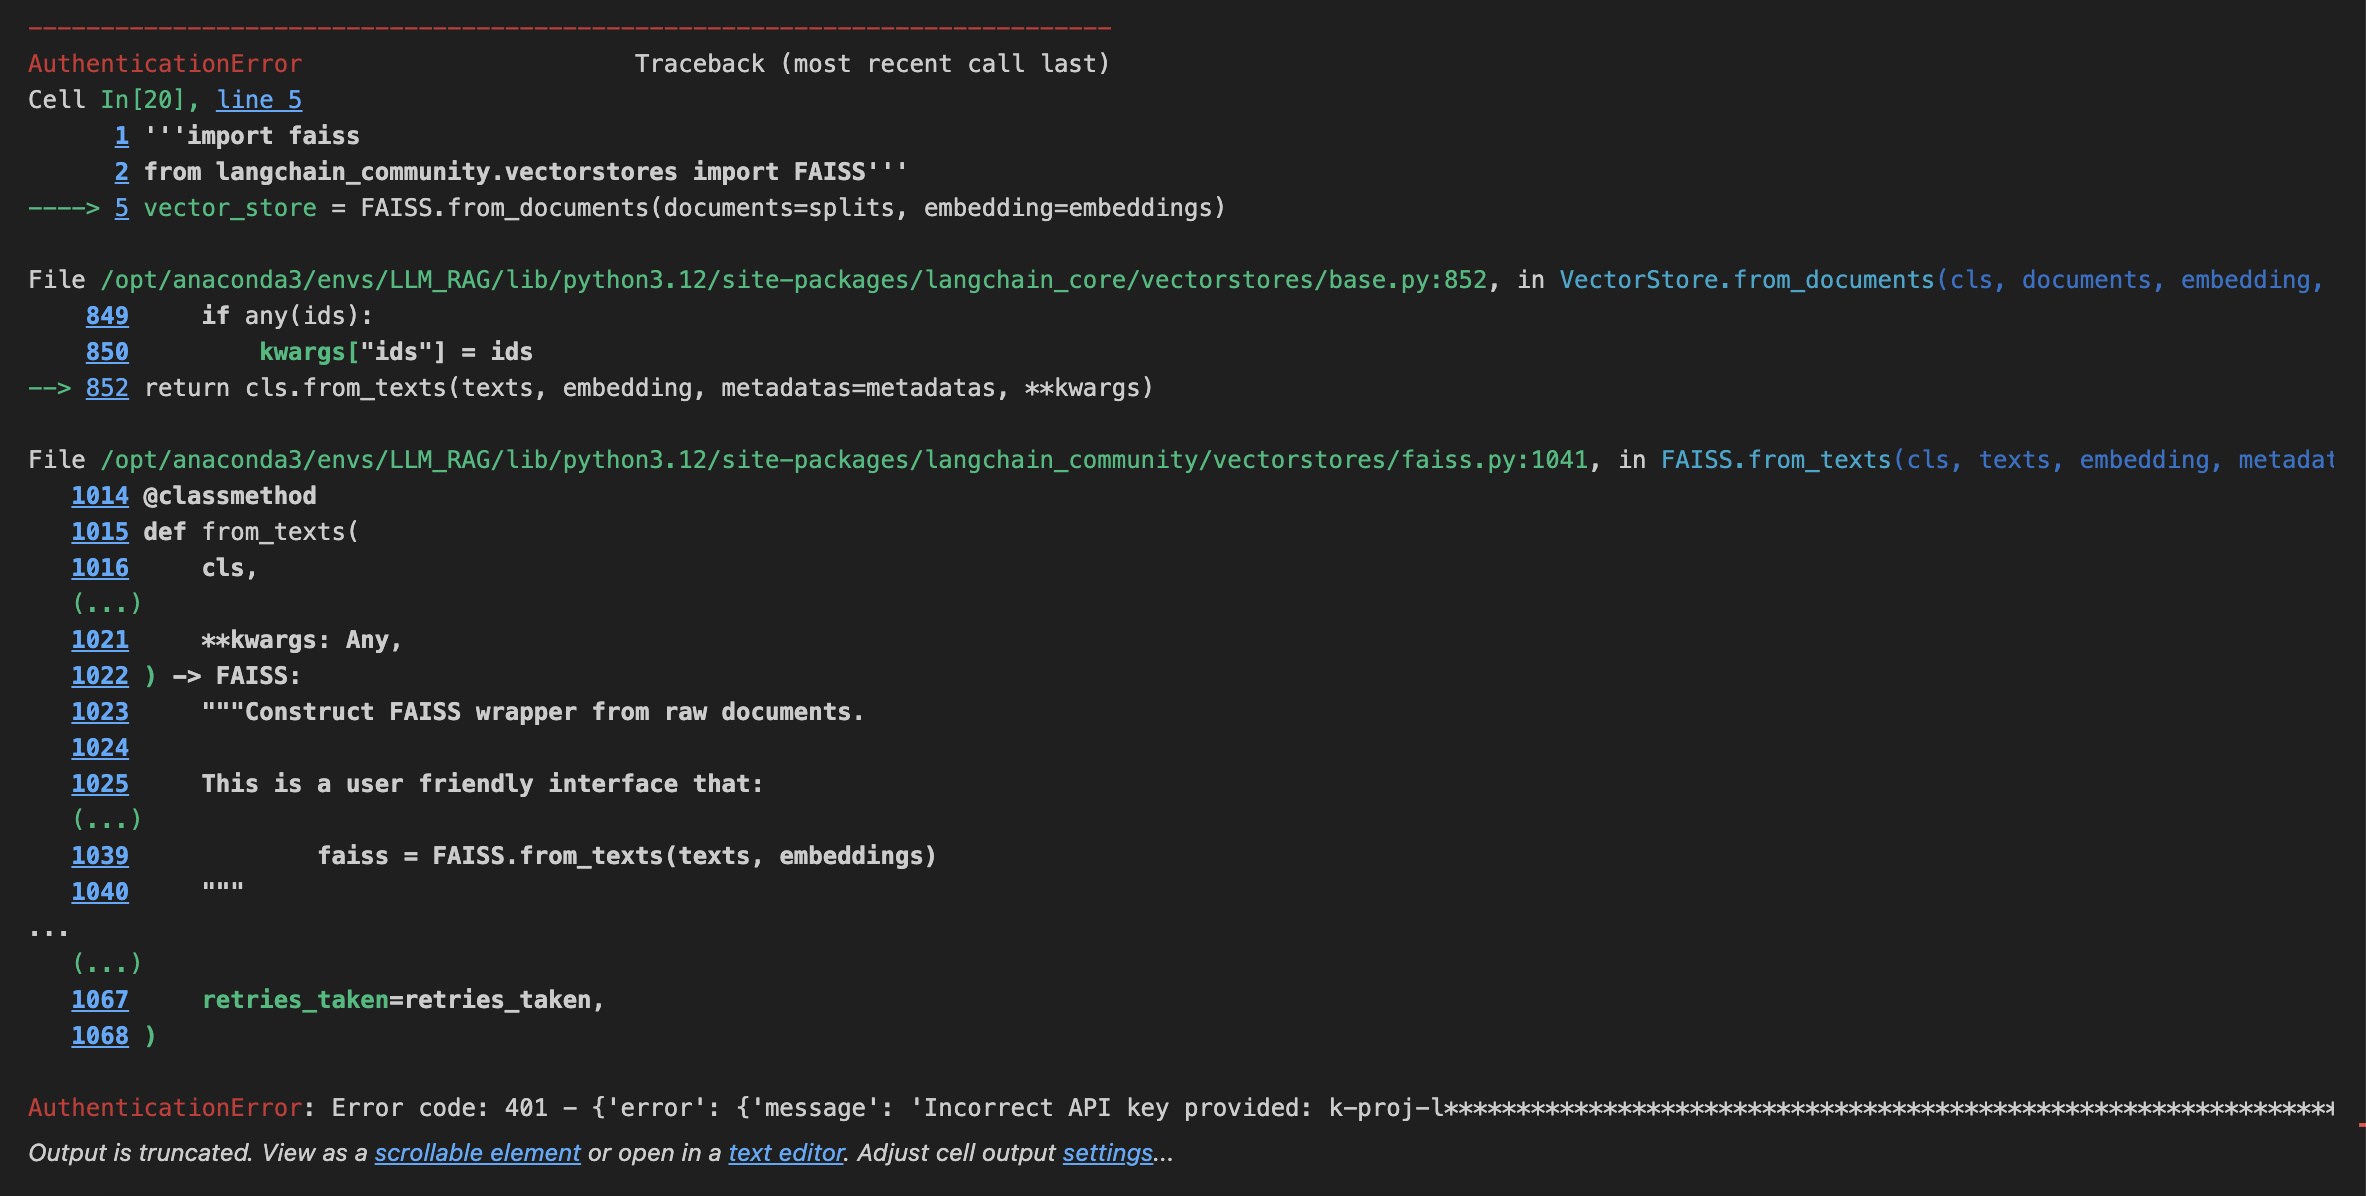 ---------------------------------------------------------------------------
AuthenticationError                       Traceback (most recent call last)
Cell In[20], line 5
      1 '''import faiss
      2 from langchain_community.vectorstores import FAISS'''
----> 5 vector_store = FAISS.from_documents(documents=splits, embedding=embeddings)
File /opt/anaconda3/envs/LLM_RAG/lib/python3.12/site-packages/langchain_core/vectorstores/base.py:852, in VectorStore.from_documents(cls, documents, embedding,
    849     if any(ids):
    850         kwargs["ids"] = ids
--> 852 return cls.from_texts(texts, embedding, metadatas=metadatas, **kwargs)
File /opt/anaconda3/envs/LLM_RAG/lib/python3.12/site-packages/langchain_community/vectorstores/faiss.py:1041, in FAISS.from_texts(cls, texts, embedding, metadat
   1014 @classmethod
   1015 def from_texts(
   1016     cls,
   (...)
   1021     **kwargs: Any,
   1022 ) -> FAISS:
   1023     """Construct FAISS wrapper from raw documents.
   1024
   1025     This is a user friendly interface that:
   (...)
   1039             faiss = FAISS.from_texts(texts, embeddings)
   1040     """
...
   (...)
   1067     retries_taken=retries_taken,
   1068 )
AuthenticationError: Error code: 401 - {'error': {'message': 'Incorrect API key provided: k-proj-l**************************************************************
Output is truncated. View as a scrollable element or open in a text editor. Adjust cell output settings...